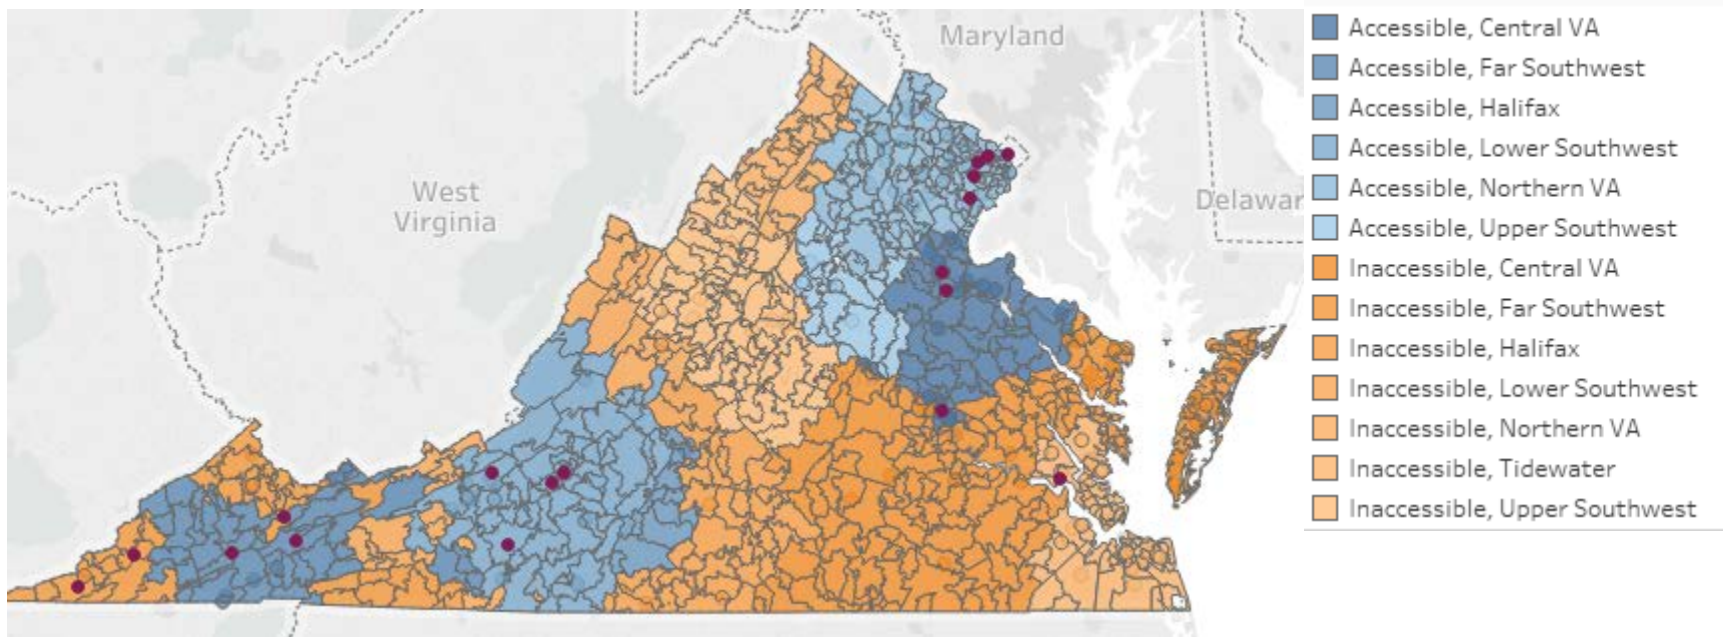 Maryland
West
Virginia
Delawar
Accessible, Central VA
Accessible, Far Southwest
Accessible, Halifax
Accessible, Lower Southwest
Accessible, Northern VA
Accessible, Upper Southwest
Inaccessible, Central VA
Inaccessible, Far Southwest
Inaccessible, Halifax
Inaccessible, Lower Southwest
Inaccessible, Northern VA
Inaccessible, Tidewater
Inaccessible, Upper Southwest